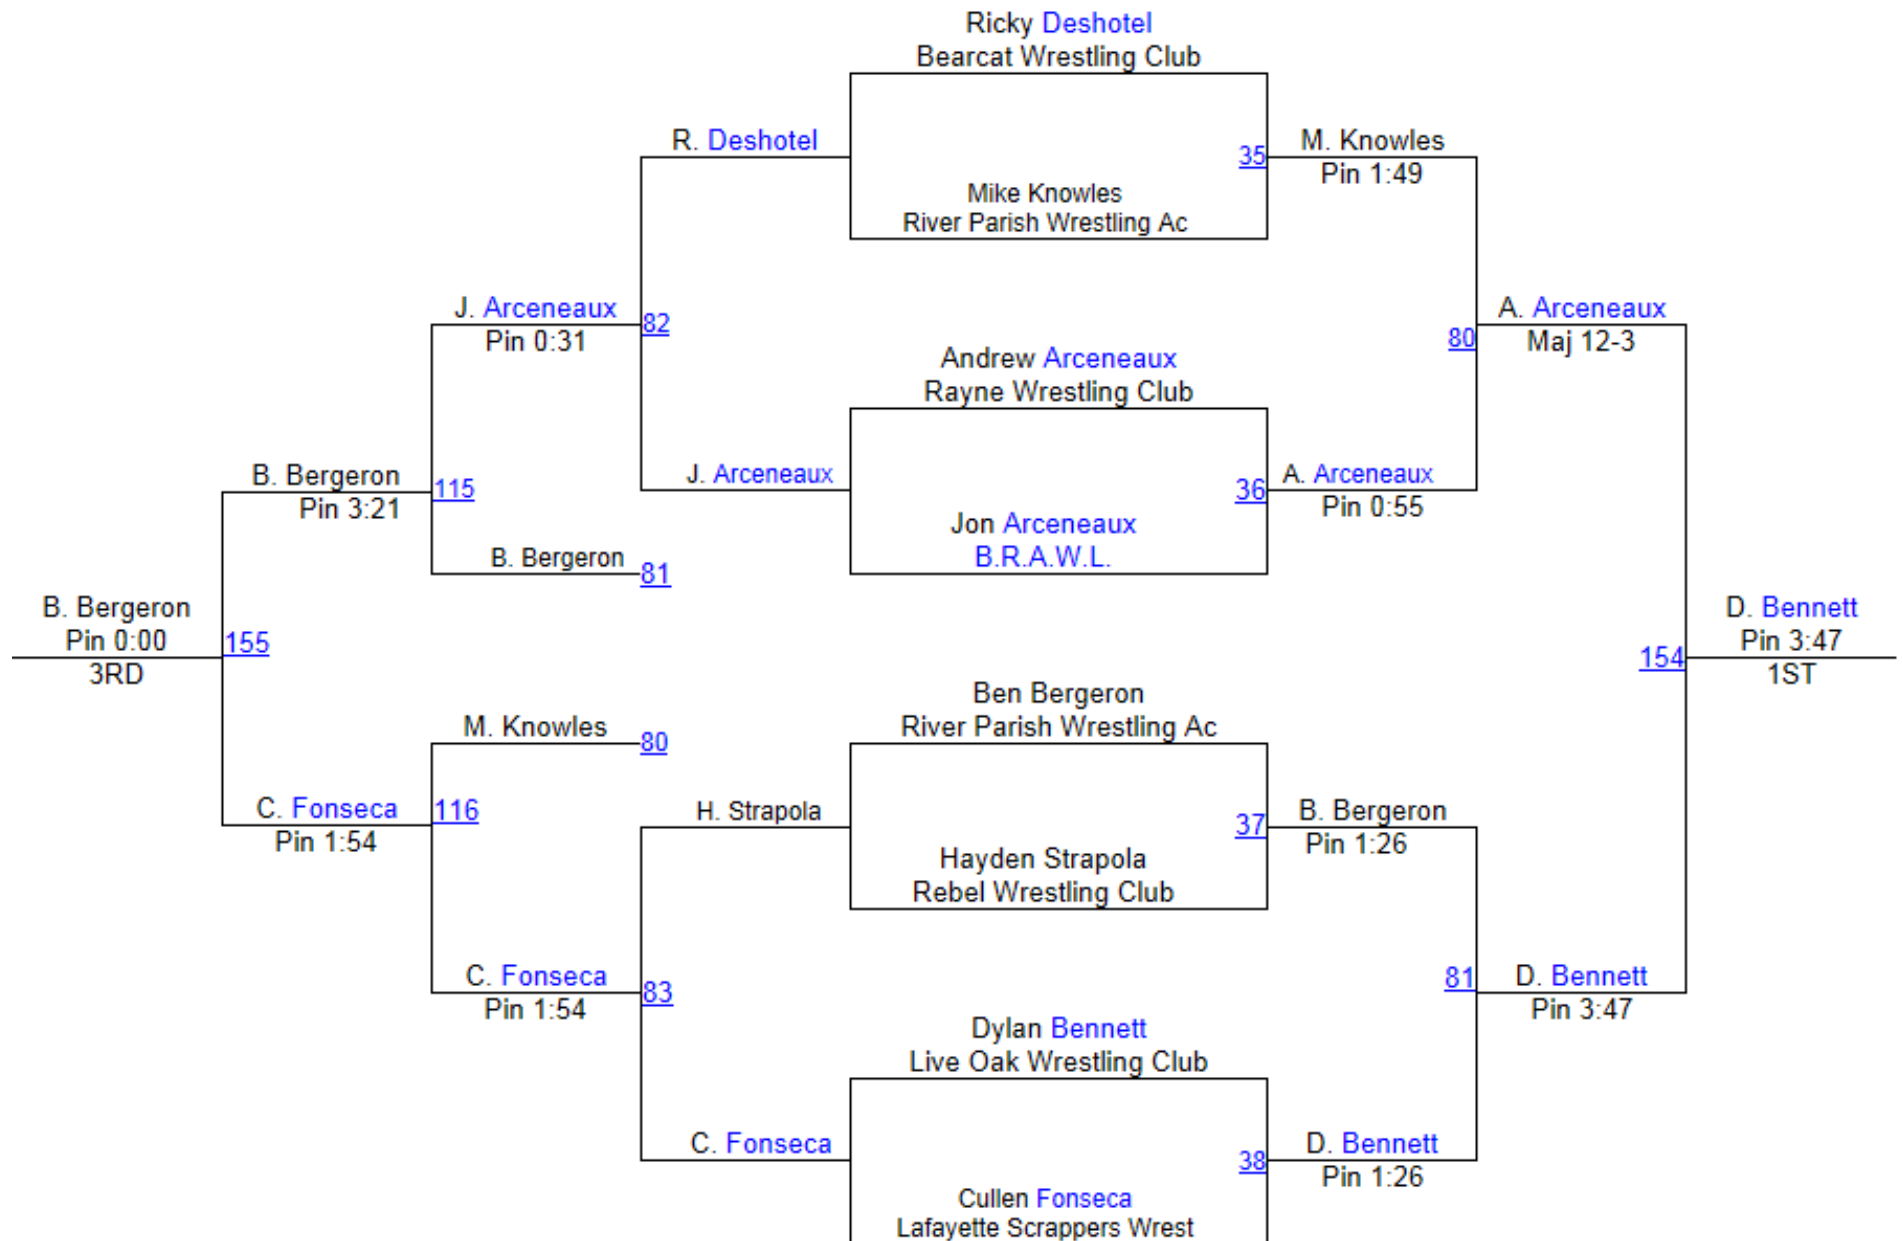 Ricky Deshotel
Bearcat Wrestling Club
R. Deshotel
35
M. Knowles
Pin 1:49
Mike Knowles
River Parish Wrestling Ac
J. Arceneaux
Pin 0:31
82
A. Arceneaux
Maj 12-3
80
Andrew Arceneaux
Rayne Wrestling Club
B. Bergeron
Pin 3:21
115
J. Arceneaux
36
A. Arceneaux
Pin 0:55
Jon Arceneaux
B.R.A.W.L.
B. Bergeron
81
B. Bergeron
Pin 0:00
3RD
155
154
D. Bennett
Pin 3:47
1ST
Ben Bergeron
River Parish Wrestling Ac
M. Knowles
80
C. Fonseca
Pin 1:54
116
H. Strapola
37
B. Bergeron
Pin 1:26
Hayden Strapola
Rebel Wrestling Club
C. Fonseca
Pin 1:54
83
81
D. Bennett
Pin 3:47
Dylan Bennett
Live Oak Wrestling Club
C. Fonseca
38
D. Bennett
Pin 1:26
Cullen Fonseca
Lafayette Scrappers Wrest